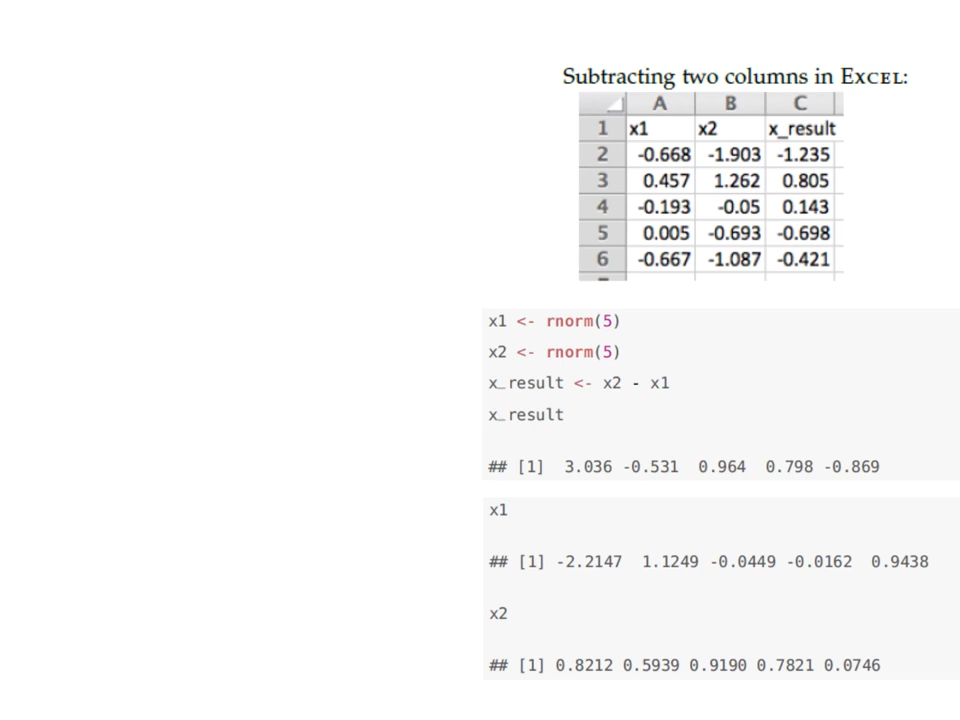 Subtracting two columns in EXCEL:
A B C
1 x1 x2 x_result
2 -0.668 -1.903 -1.235
3 0.457 1.262 0.805
4 -0.193 -0.05 0.143
5 0.005 -0.693 -0.698
6 -0.667 -1.087 -0.421
x1 <- rnorm(5)
x2 <- rnorm(5)
x_result <- x2 - x1
x_result
## [1] 3.036 -0.531 0.964 0.798 -0.869
x1
## [1] -2.2147 1.1249 -0.0449 -0.0162 0.9438
x2
## [1] 0.8212 0.5939 0.9190 0.7821 0.0746